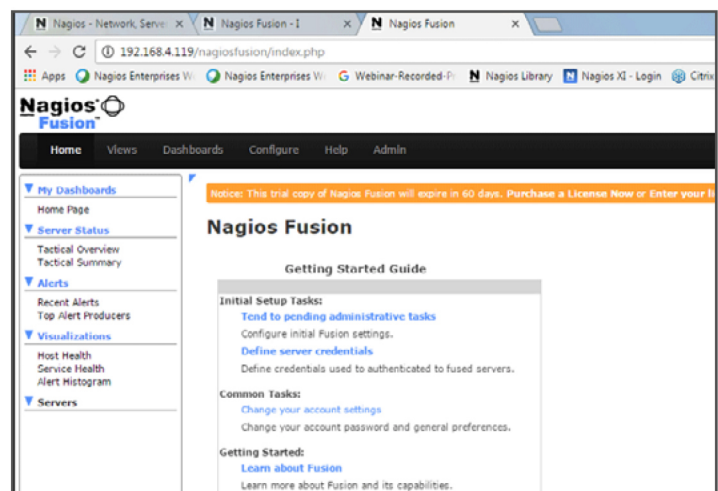 Nagios - Network, Server
Nagios Fusion - I
Nagios Fusion
192.168.4.119/nagiosfusion/index.php
Apps
Nagios Enterprises W
Nagios Enterprises W
Webinar-Recorded-P
Nagios Library
Nagios XI - Login
Citrix
Nagios®
Fusion™
Home Views Dashboards Configure Help Admin
My Dashboards
Home Page
Server Status
Tactical Overview
Tactical Summary
Alerts
Recent Alerts
Top Alert Producers
Visualizations
Host Health
Service Health
Alert Histogram
Servers
Notice: This trial copy of Nagios Fusion will expire in 60 days. Purchase a License Now or Enter your li
Nagios Fusion
Getting Started Guide
Initial Setup Tasks:
Tend to pending administrative tasks
Configure initial Fusion settings.
Define server credentials
Define credentials used to authenticated to fused servers.
Common Tasks:
Change your account settings
Change your account password and general preferences.
Getting Started:
Learn about Fusion
Learn more about Fusion and its capabilities.